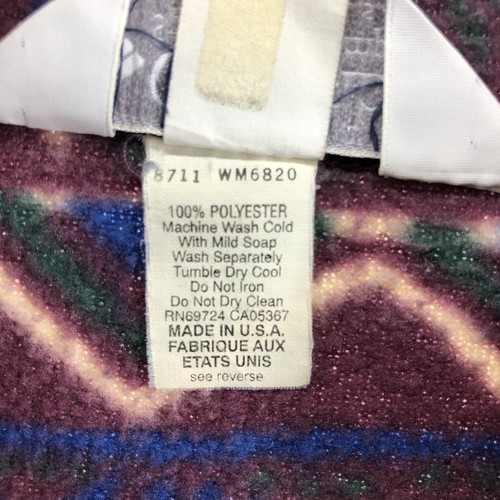 8711 WM6820
100% POLYESTER
Machine Wash Cold
With Mild Soap
Wash Separately
Tumble Dry Cool
Do Not Iron
Do Not Dry Clean
RN69724 CA05367
MADE IN U.S.A.
FABRIQUE AUX
ETATS UNIS
see reverse